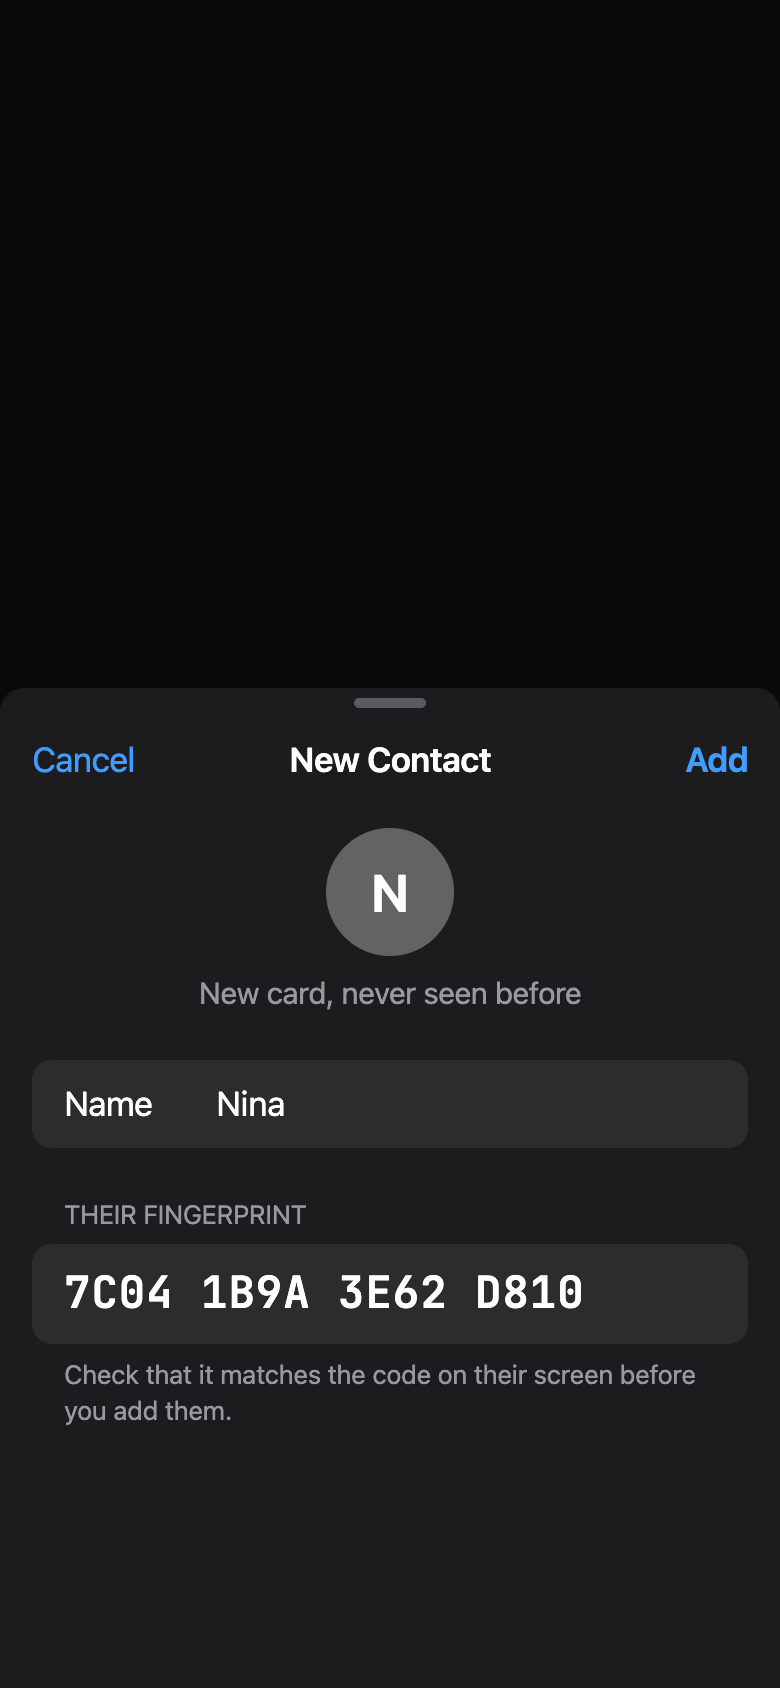 Cancel New Contact Add
N
New card, never seen before
Name Nina
THEIR FINGERPRINT
7C04 1B9A 3E62 D810
Check that it matches the code on their screen before
you add them.